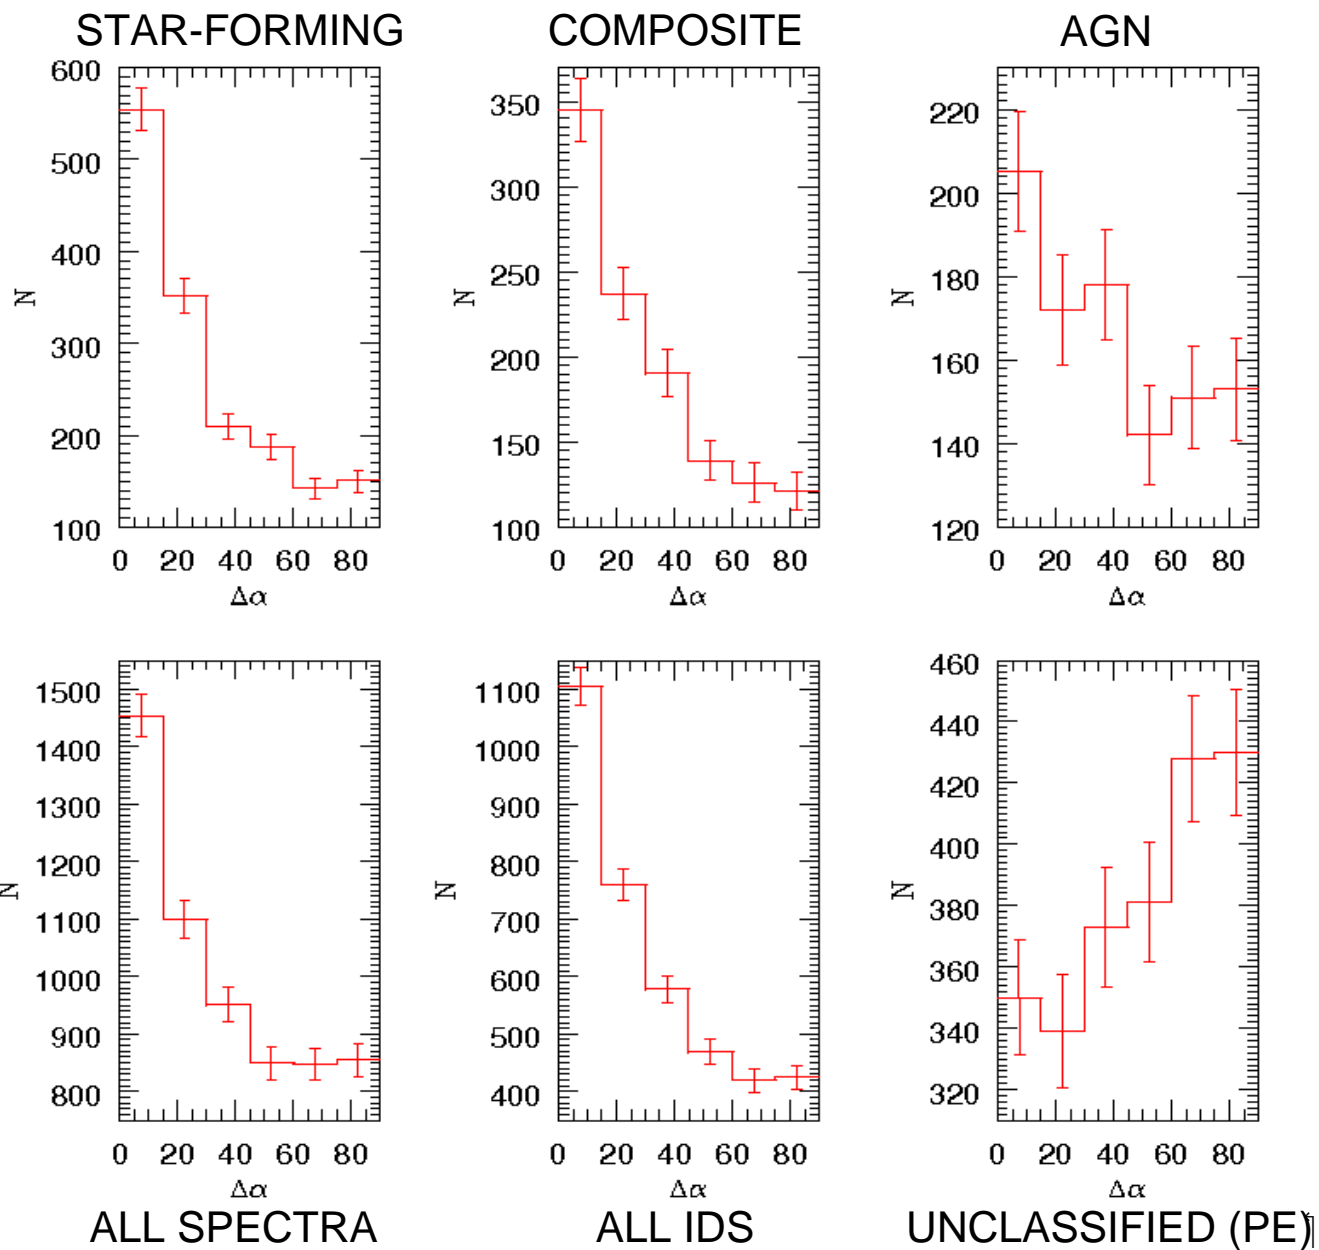 STAR-FORMING COMPOSITE AGN
600
500
400
300
200
100
N
0 20 40 60 80
Δα
350
300
250
200
150
100
N
0 20 40 60 80
Δα
220
200
180
160
140
120
N
0 20 40 60 80
Δα
1500
1400
1300
1200
1100
1000
900
800
N
0 20 40 60 80
Δα
1100
1000
900
800
700
600
500
400
N
0 20 40 60 80
Δα
460
440
420
400
380
360
340
320
N
0 20 40 60 80
Δα
ALL SPECTRA ALL IDS UNCLASSIFIED (PE)